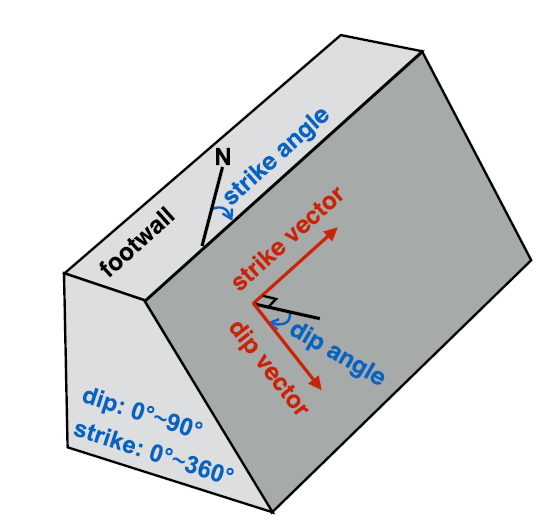 N
strike angle
footwall
strike vector
dip angle
dip vector
dip: 0°~90°
strike: 0°~360°